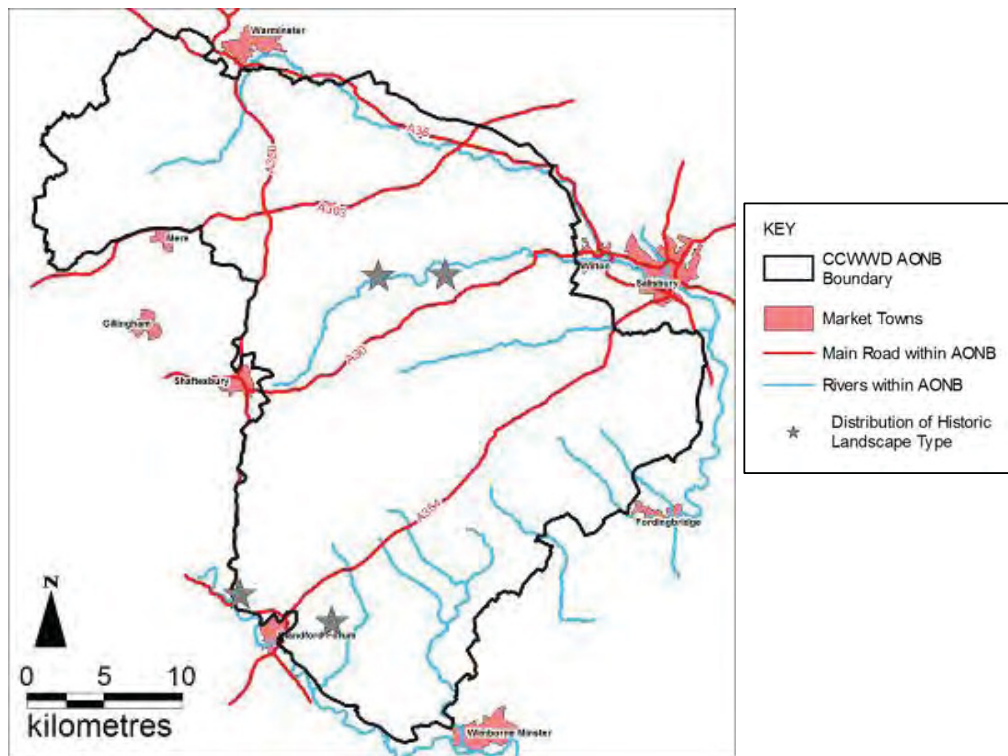 Warminster
A36
A350
A303
Mere
Wilton
Salisbury
Gillingham
A30
Shaftesbury
A354
Fordingbridge
N
Blandford Forum
0 5 10
kilometres
Wimborne Minster
KEY
CCWWD AONB
Boundary
Market Towns
Main Road within AONB
Rivers within AONB
Distribution of Historic
Landscape Type